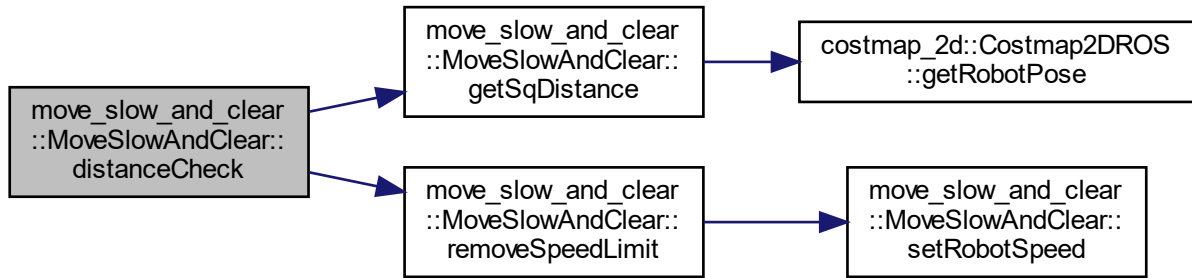 move_slow_and_clear
::MoveSlowAndClear::
distanceCheck
move_slow_and_clear
::MoveSlowAndClear::
getSqDistance
costmap_2d::Costmap2DROS
::getRobotPose
move_slow_and_clear
::MoveSlowAndClear::
removeSpeedLimit
move_slow_and_clear
::MoveSlowAndClear::
setRobotSpeed